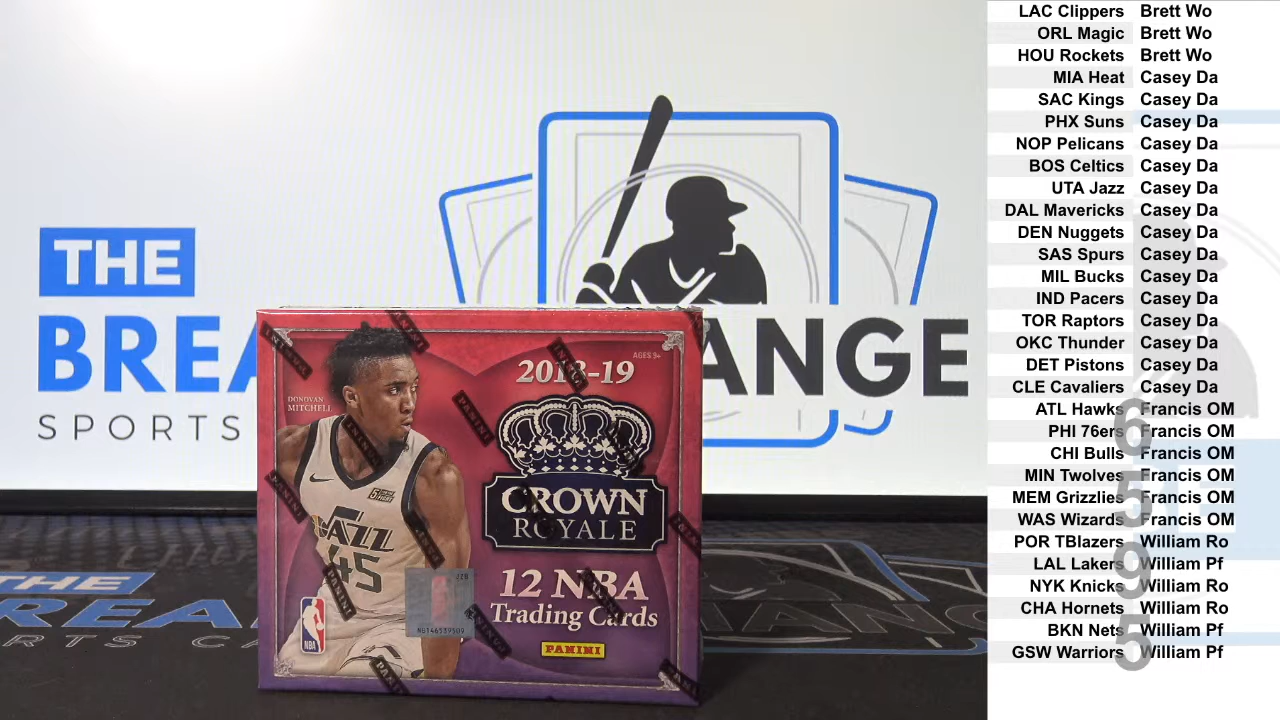 THE
BREA
ANGE
SPORTS
2018-19
AGES 9+
DONOVAN
MITCHELL
CROWN
ROYALE
JAZZ
45
12 NBA
Trading Cards
NBA
PANINI
THE
LAC Clippers Brett Wo
ORL Magic Brett Wo
HOU Rockets Brett Wo
MIA Heat Casey Da
SAC Kings Casey Da
PHX Suns Casey Da
NOP Pelicans Casey Da
BOS Celtics Casey Da
UTA Jazz Casey Da
DAL Mavericks Casey Da
DEN Nuggets Casey Da
SAS Spurs Casey Da
MIL Bucks Casey Da
IND Pacers Casey Da
TOR Raptors Casey Da
OKC Thunder Casey Da
DET Pistons Casey Da
CLE Cavaliers Casey Da
ATL Hawks Francis OM
PHI 76ers Francis OM
CHI Bulls Francis OM
MIN Twolves Francis OM
MEM Grizzlies Francis OM
WAS Wizards Francis OM
POR TBlazers William Ro
LAL Lakers William Pf
NYK Knicks William Ro
CHA Hornets William Ro
BKN Nets William Pf
GSW Warriors William Pf